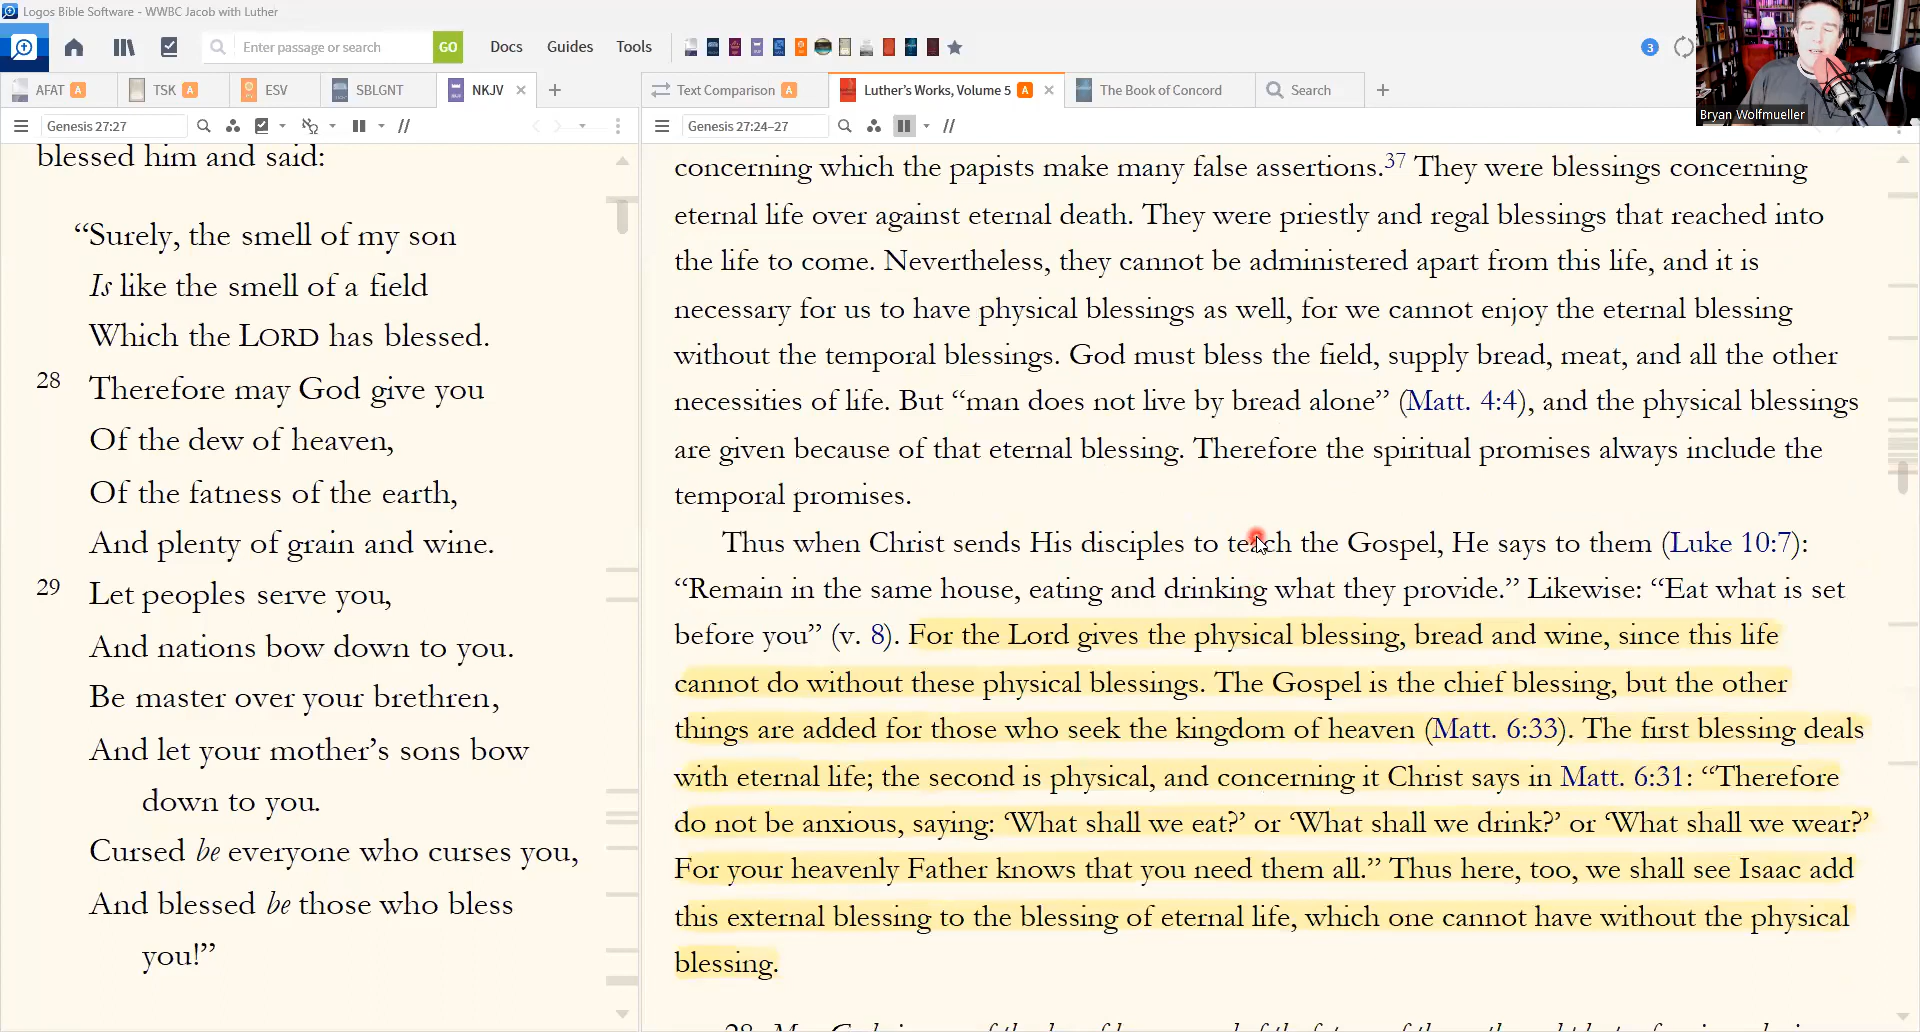 Logos Bible Software - WWBC Jacob with Luther
Enter passage or search
GO
Docs
Guides
Tools
3
Bryan Wolfmueller
AFAT A
TSK A
ESV
SBLGNT
NKJV
Text Comparison A
Luther's Works, Volume 5 A
The Book of Concord
Search
Genesis 27:27
Genesis 27:24–27
blessed him and said:
“Surely, the smell of my son
Is like the smell of a field
Which the LORD has blessed.
28 Therefore may God give you
Of the dew of heaven,
Of the fatness of the earth,
And plenty of grain and wine.
29 Let peoples serve you,
And nations bow down to you.
Be master over your brethren,
And let your mother’s sons bow
down to you.
Cursed be everyone who curses you,
And blessed be those who bless
you!”
concerning which the papists make many false assertions.37 They were blessings concerning
eternal life over against eternal death. They were priestly and regal blessings that reached into
the life to come. Nevertheless, they cannot be administered apart from this life, and it is
necessary for us to have physical blessings as well, for we cannot enjoy the eternal blessing
without the temporal blessings. God must bless the field, supply bread, meat, and all the other
necessities of life. But “man does not live by bread alone” (Matt. 4:4), and the physical blessings
are given because of that eternal blessing. Therefore the spiritual promises always include the
temporal promises.
Thus when Christ sends His disciples to teach the Gospel, He says to them (Luke 10:7):
“Remain in the same house, eating and drinking what they provide.” Likewise: “Eat what is set
before you” (v. 8). For the Lord gives the physical blessing, bread and wine, since this life
cannot do without these physical blessings. The Gospel is the chief blessing, but the other
things are added for those who seek the kingdom of heaven (Matt. 6:33). The first blessing deals
with eternal life; the second is physical, and concerning it Christ says in Matt. 6:31: “Therefore
do not be anxious, saying: ‘What shall we eat?’ or ‘What shall we drink?’ or ‘What shall we wear?’
For your heavenly Father knows that you need them all.” Thus here, too, we shall see Isaac add
this external blessing to the blessing of eternal life, which one cannot have without the physical
blessing.